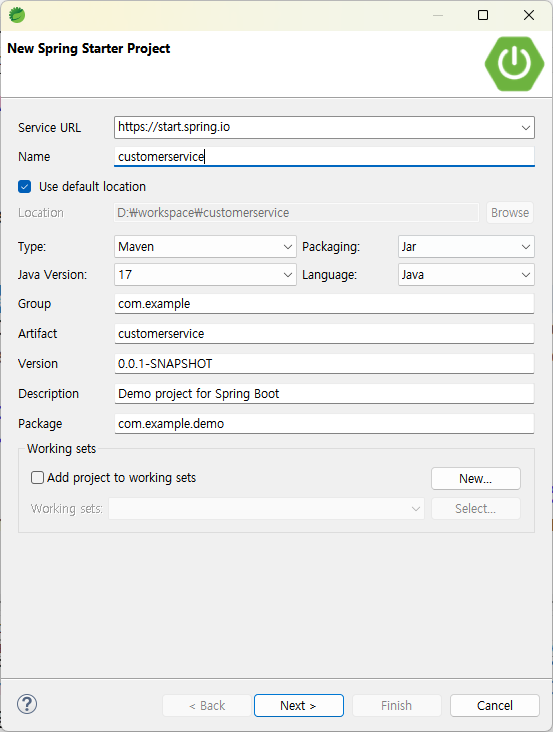 New Spring Starter Project
Service URL https://start.spring.io
Name customerservice
Use default location
Location D:₩workspace₩customerservice Browse
Type: Maven Packaging: Jar
Java Version: 17 Language: Java
Group com.example
Artifact customerservice
Version 0.0.1-SNAPSHOT
Description Demo project for Spring Boot
Package com.example.demo
Working sets
Add project to working sets New...
Working sets: Select...
? < Back Next > Finish Cancel